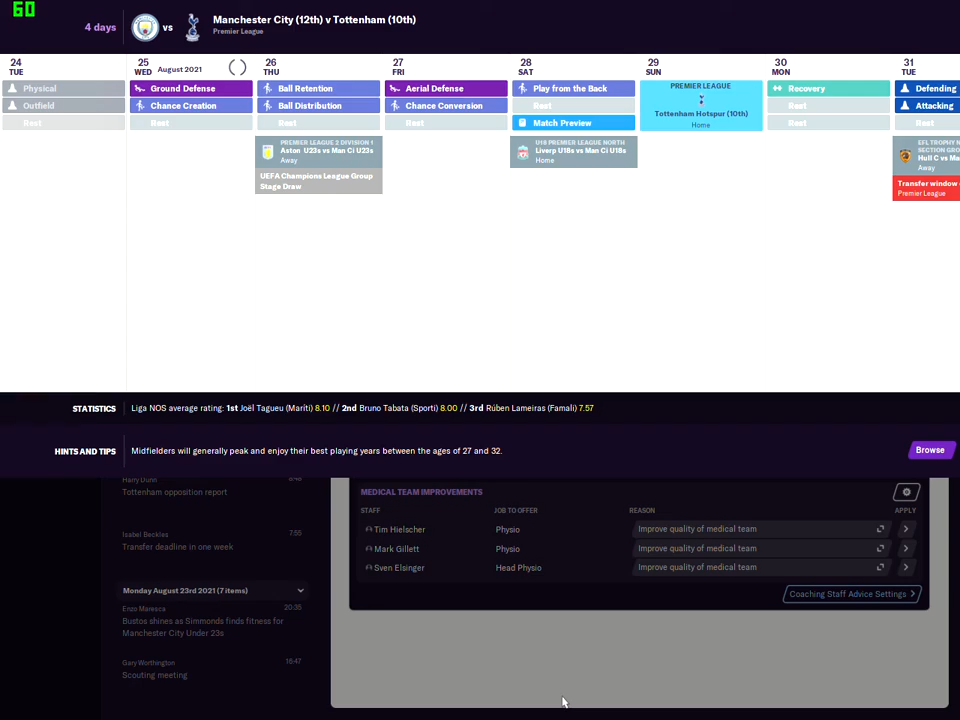 60
4 days
vs
Manchester City (12th) v Tottenham (10th)
Premier League
24
TUE
25
WED August 2021
26
THU
27
FRI
28
SAT
29
SUN
30
MON
31
TUE
Physical
Outfield
Rest
Ground Defense
Chance Creation
Rest
Ball Retention
Ball Distribution
Rest
Aerial Defense
Chance Conversion
Rest
Play from the Back
Rest
Match Preview
PREMIER LEAGUE
Tottenham Hotspur (10th)
Home
Recovery
Rest
Rest
Defending
Attacking
Rest
PREMIER LEAGUE 2 DIVISION 1
Aston U23s vs Man Ci U23s
Away
UEFA Champions League Group
Stage Draw
U18 PREMIER LEAGUE NORTH
Liverp U18s vs Man Ci U18s
Home
EFL TROPHY N
SECTION GRO
Hull C vs Ma
Away
Transfer window
Premier League
STATISTICS
Liga NOS average rating: 1st Joël Tagueu (Maríti) 8.10 // 2nd Bruno Tabata (Sporti) 8.00 // 3rd Rúben Lameiras (Famali) 7.57
HINTS AND TIPS
Midfielders will generally peak and enjoy their best playing years between the ages of 27 and 32.
Browse
Harry Dunn 8:46
Tottenham opposition report
Isabel Beckles 7:55
Transfer deadline in one week
Monday August 23rd 2021 (7 items)
Enzo Maresca 20:35
Bustos shines as Simmonds finds fitness for
Manchester City Under 23s
Gary Worthington 16:47
Scouting meeting
MEDICAL TEAM IMPROVEMENTS
STAFF JOB TO OFFER REASON APPLY
Tim Hielscher Physio Improve quality of medical team
Mark Gillett Physio Improve quality of medical team
Sven Elsinger Head Physio Improve quality of medical team
Coaching Staff Advice Settings